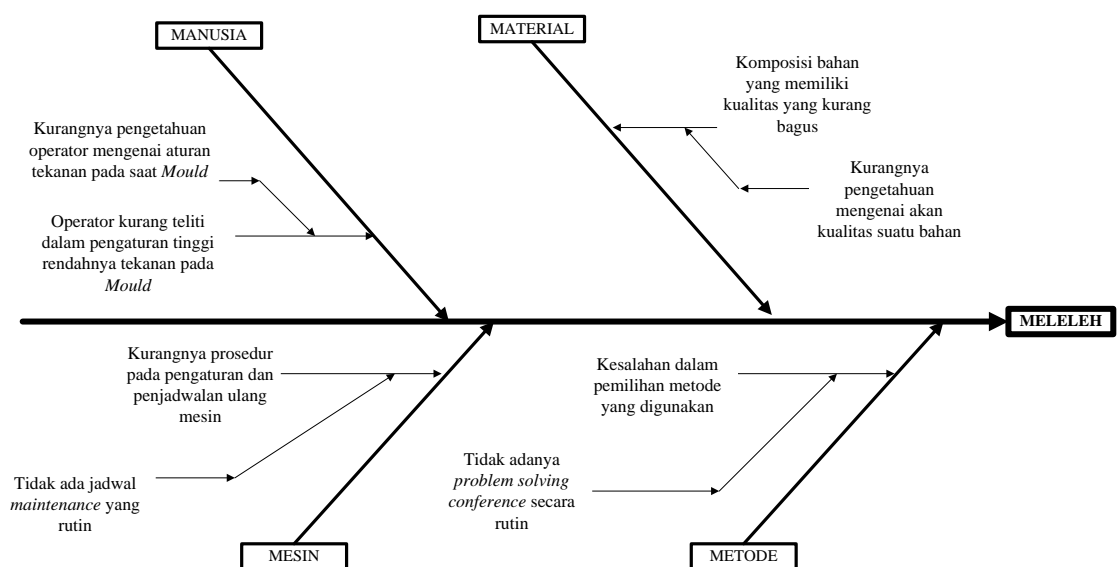 MANUSIA
MATERIAL
Kurangnya pengetahuan
operator mengenai aturan
tekanan pada saat Mould
Operator kurang teliti
dalam pengaturan tinggi
rendahnya tekanan pada
Mould
Komposisi bahan
yang memiliki
kualitas yang kurang
bagus
Kurangnya
pengetahuan
mengenai akan
kualitas suatu bahan
MELELEH
Kurangnya prosedur
pada pengaturan dan
penjadwalan ulang
mesin
Tidak ada jadwal
maintenance yang
rutin
Kesalahan dalam
pemilihan metode
yang digunakan
Tidak adanya
problem solving
conference secara
rutin
MESIN
METODE